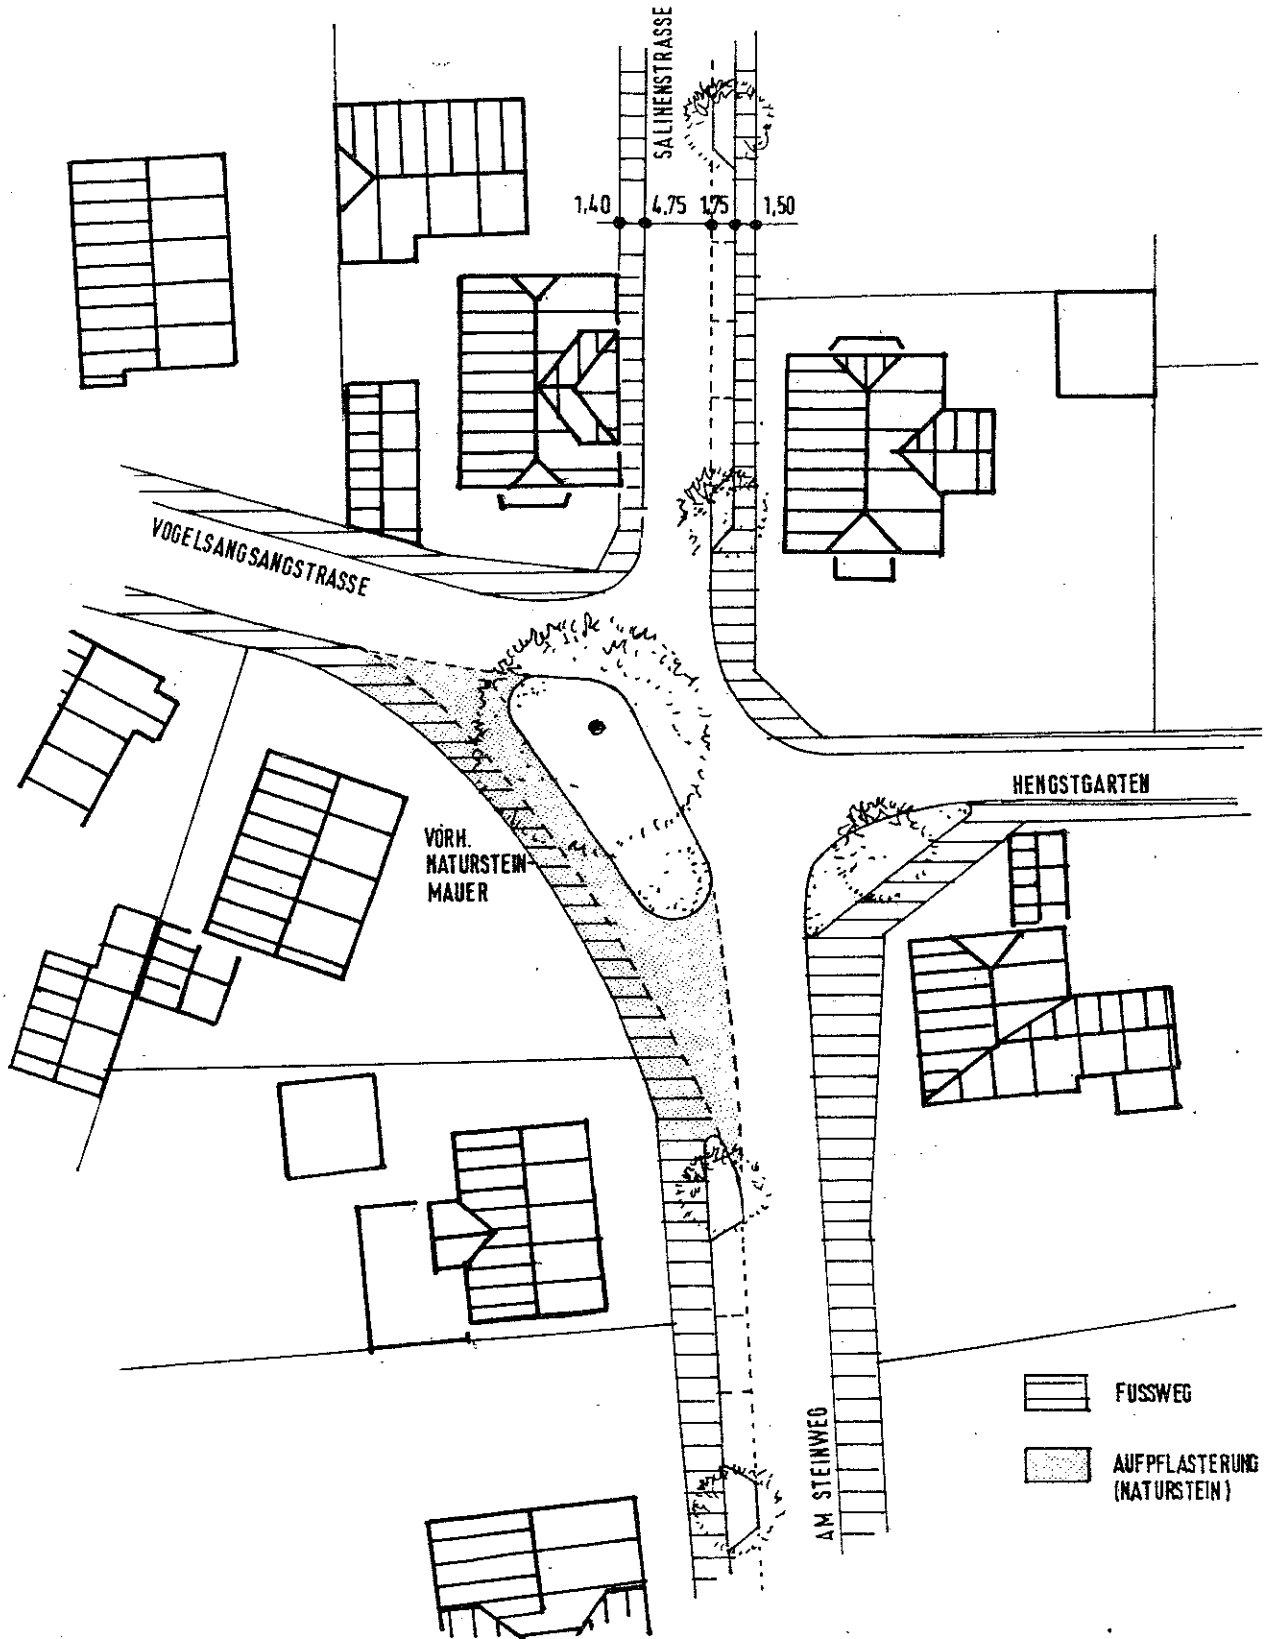 SALINENSTRASSE
1,40 4.75 1,75 1,50
VOGELSANGSANGSTRASSE
HENGSTGARTEN
VORH.
NATURSTEIN-
MAUER
AM STEINWEG
FUSSWEG
AUFPFLASTERUNG
(NATURSTEIN)